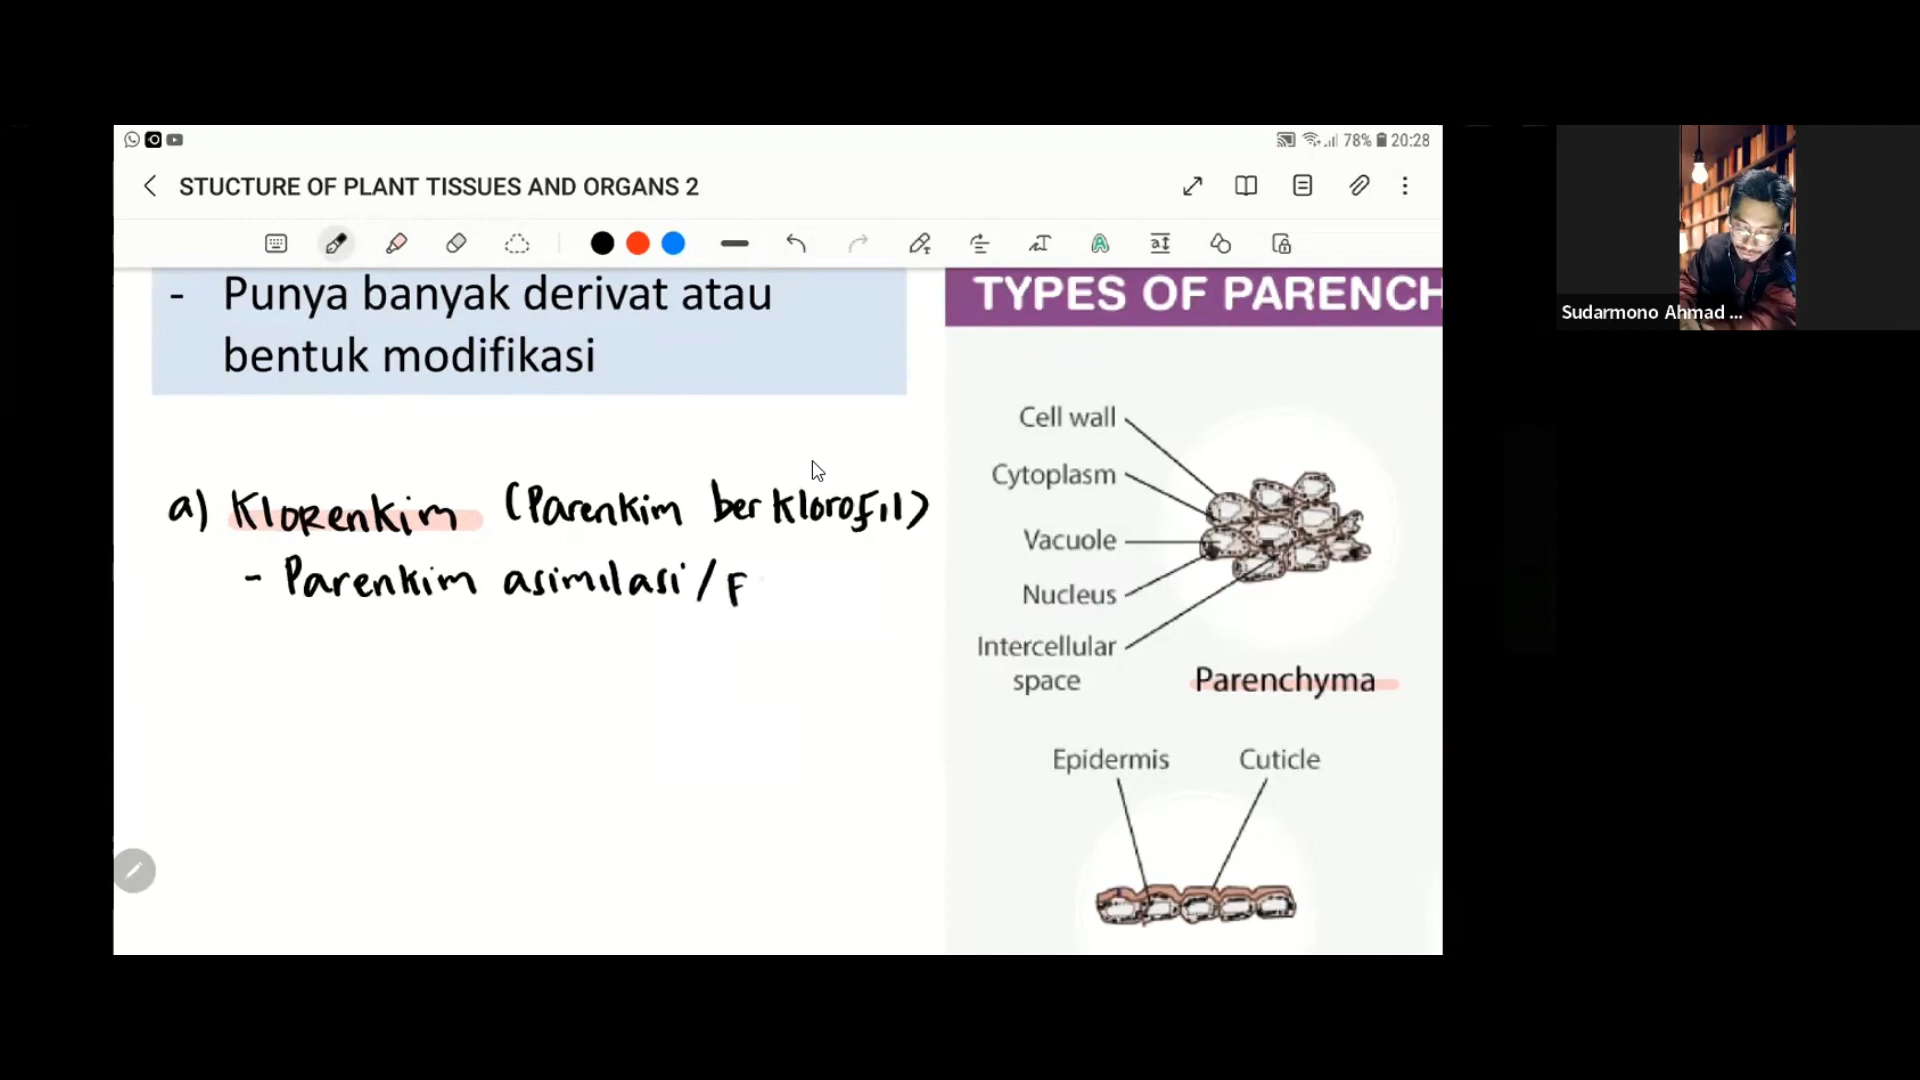 78% 20:28
STUCTURE OF PLANT TISSUES AND ORGANS 2
- Punya banyak derivat atau
bentuk modifikasi
a) Klorenkim (Parenkim berklorofil)
- Parenkim asimilasi / F
TYPES OF PARENCH
Cell wall
Cytoplasm
Vacuole
Nucleus
Intercellular
space
Parenchyma
Epidermis Cuticle
Sudarmono Ahmad ...